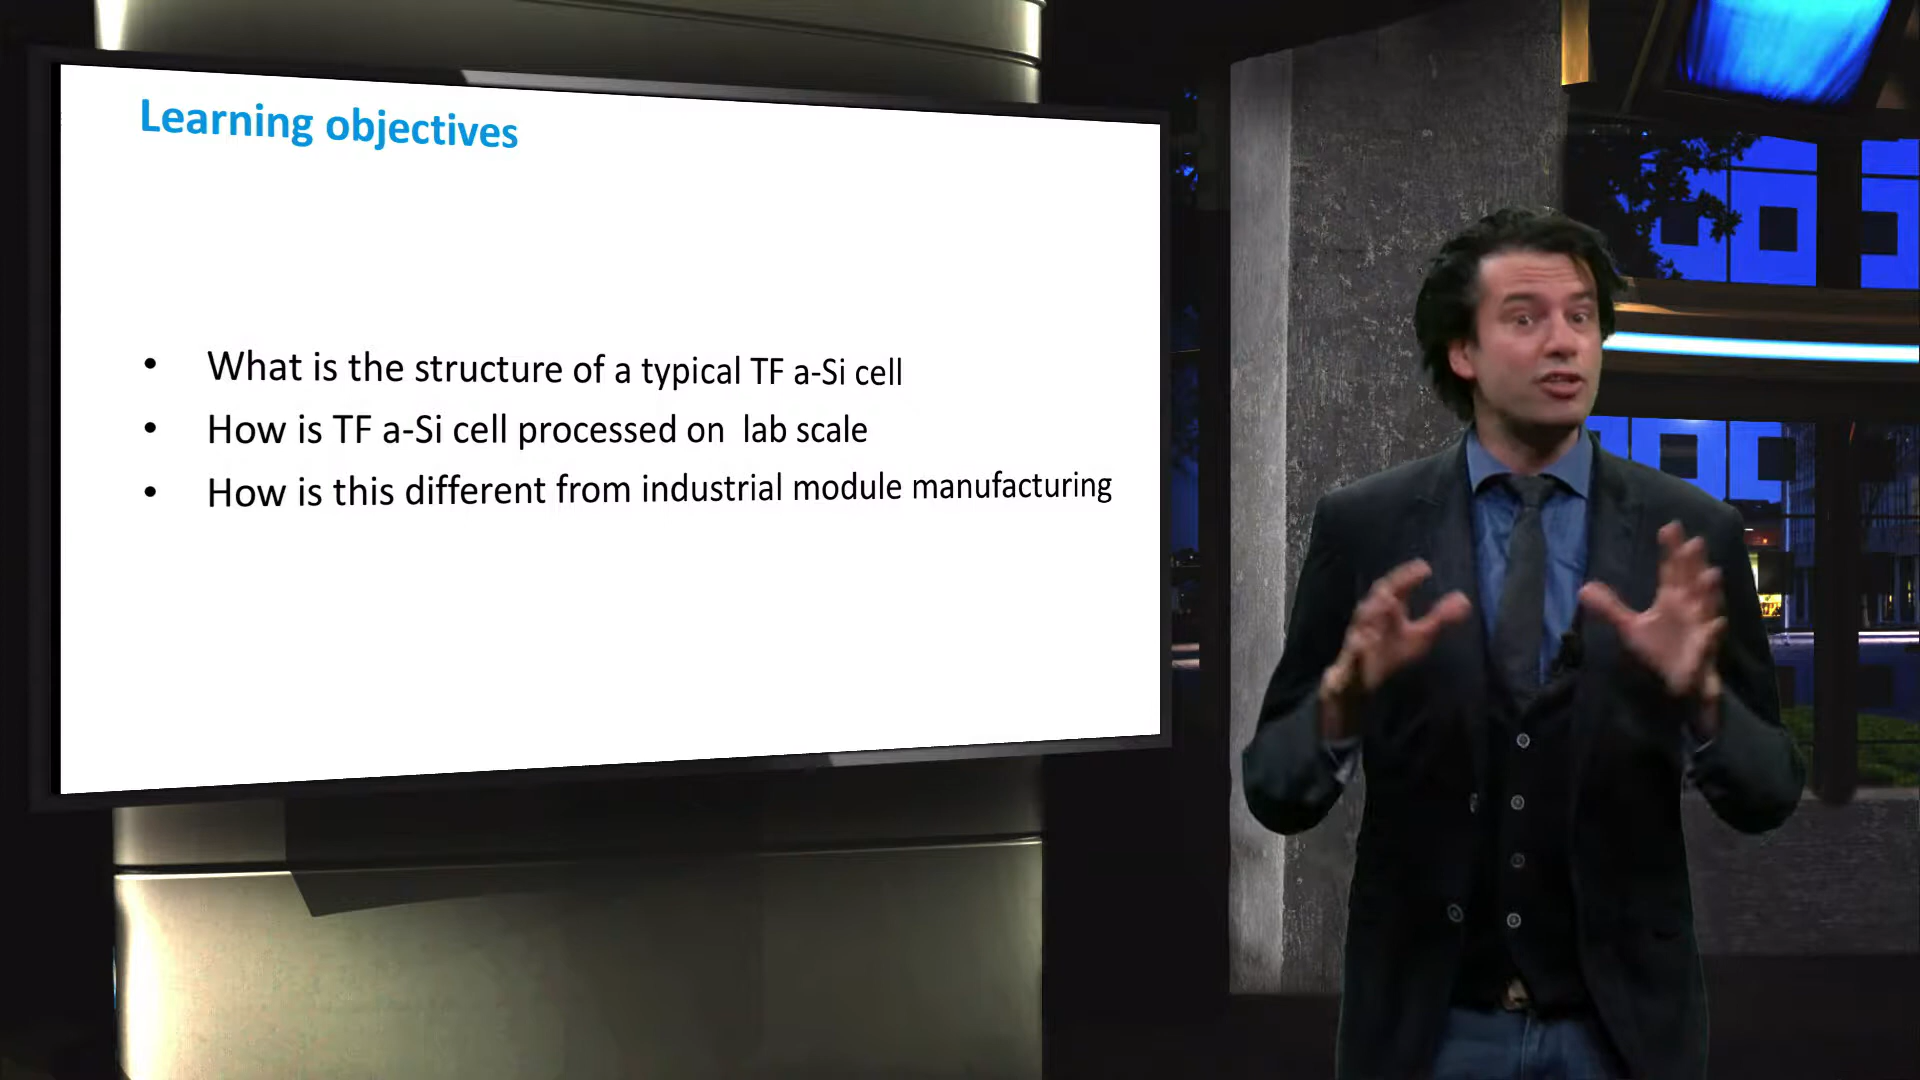 Learning objectives
• What is the structure of a typical TF a-Si cell
• How is TF a-Si cell processed on lab scale
• How is this different from industrial module manufacturing